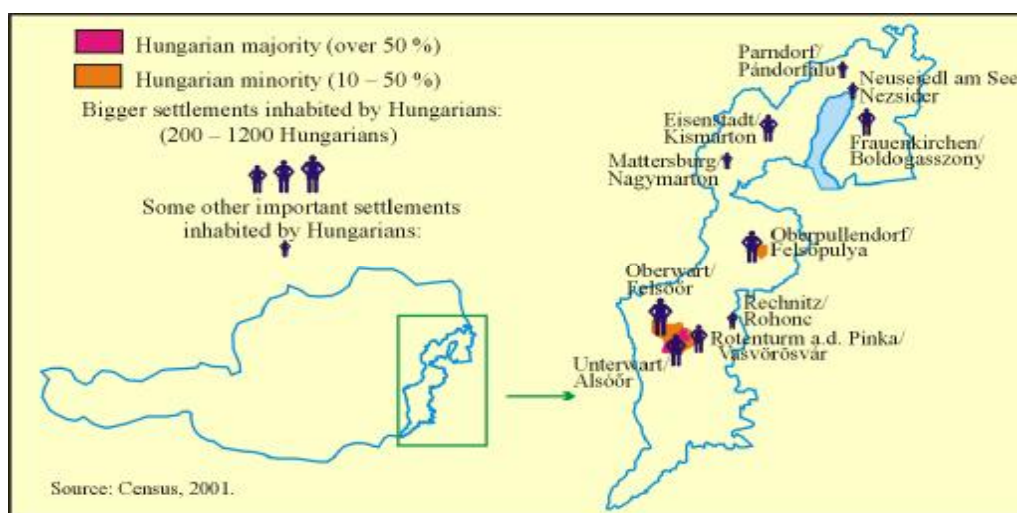 Hungarian majority (over 50 %)
Hungarian minority (10 – 50 %)
Bigger settlements inhabited by Hungarians:
(200 – 1200 Hungarians)
Some other important settlements
inhabited by Hungarians:
Source: Census, 2001.
Parndorf/
Pándorfalu
Neuseiedl am See
Nezsider
Eisenstadt/
Kismárton
Frauenkirchen/
Boldogasszony
Mattersburg/
Nagymarton
Oberpullendorf/
Felsőpulya
Oberwart/
Felsőőr
Rechnitz/
Rohonc
Rotenturm a.d. Pinka/
Vasvörösvár
Unterwart/
Alsóőr